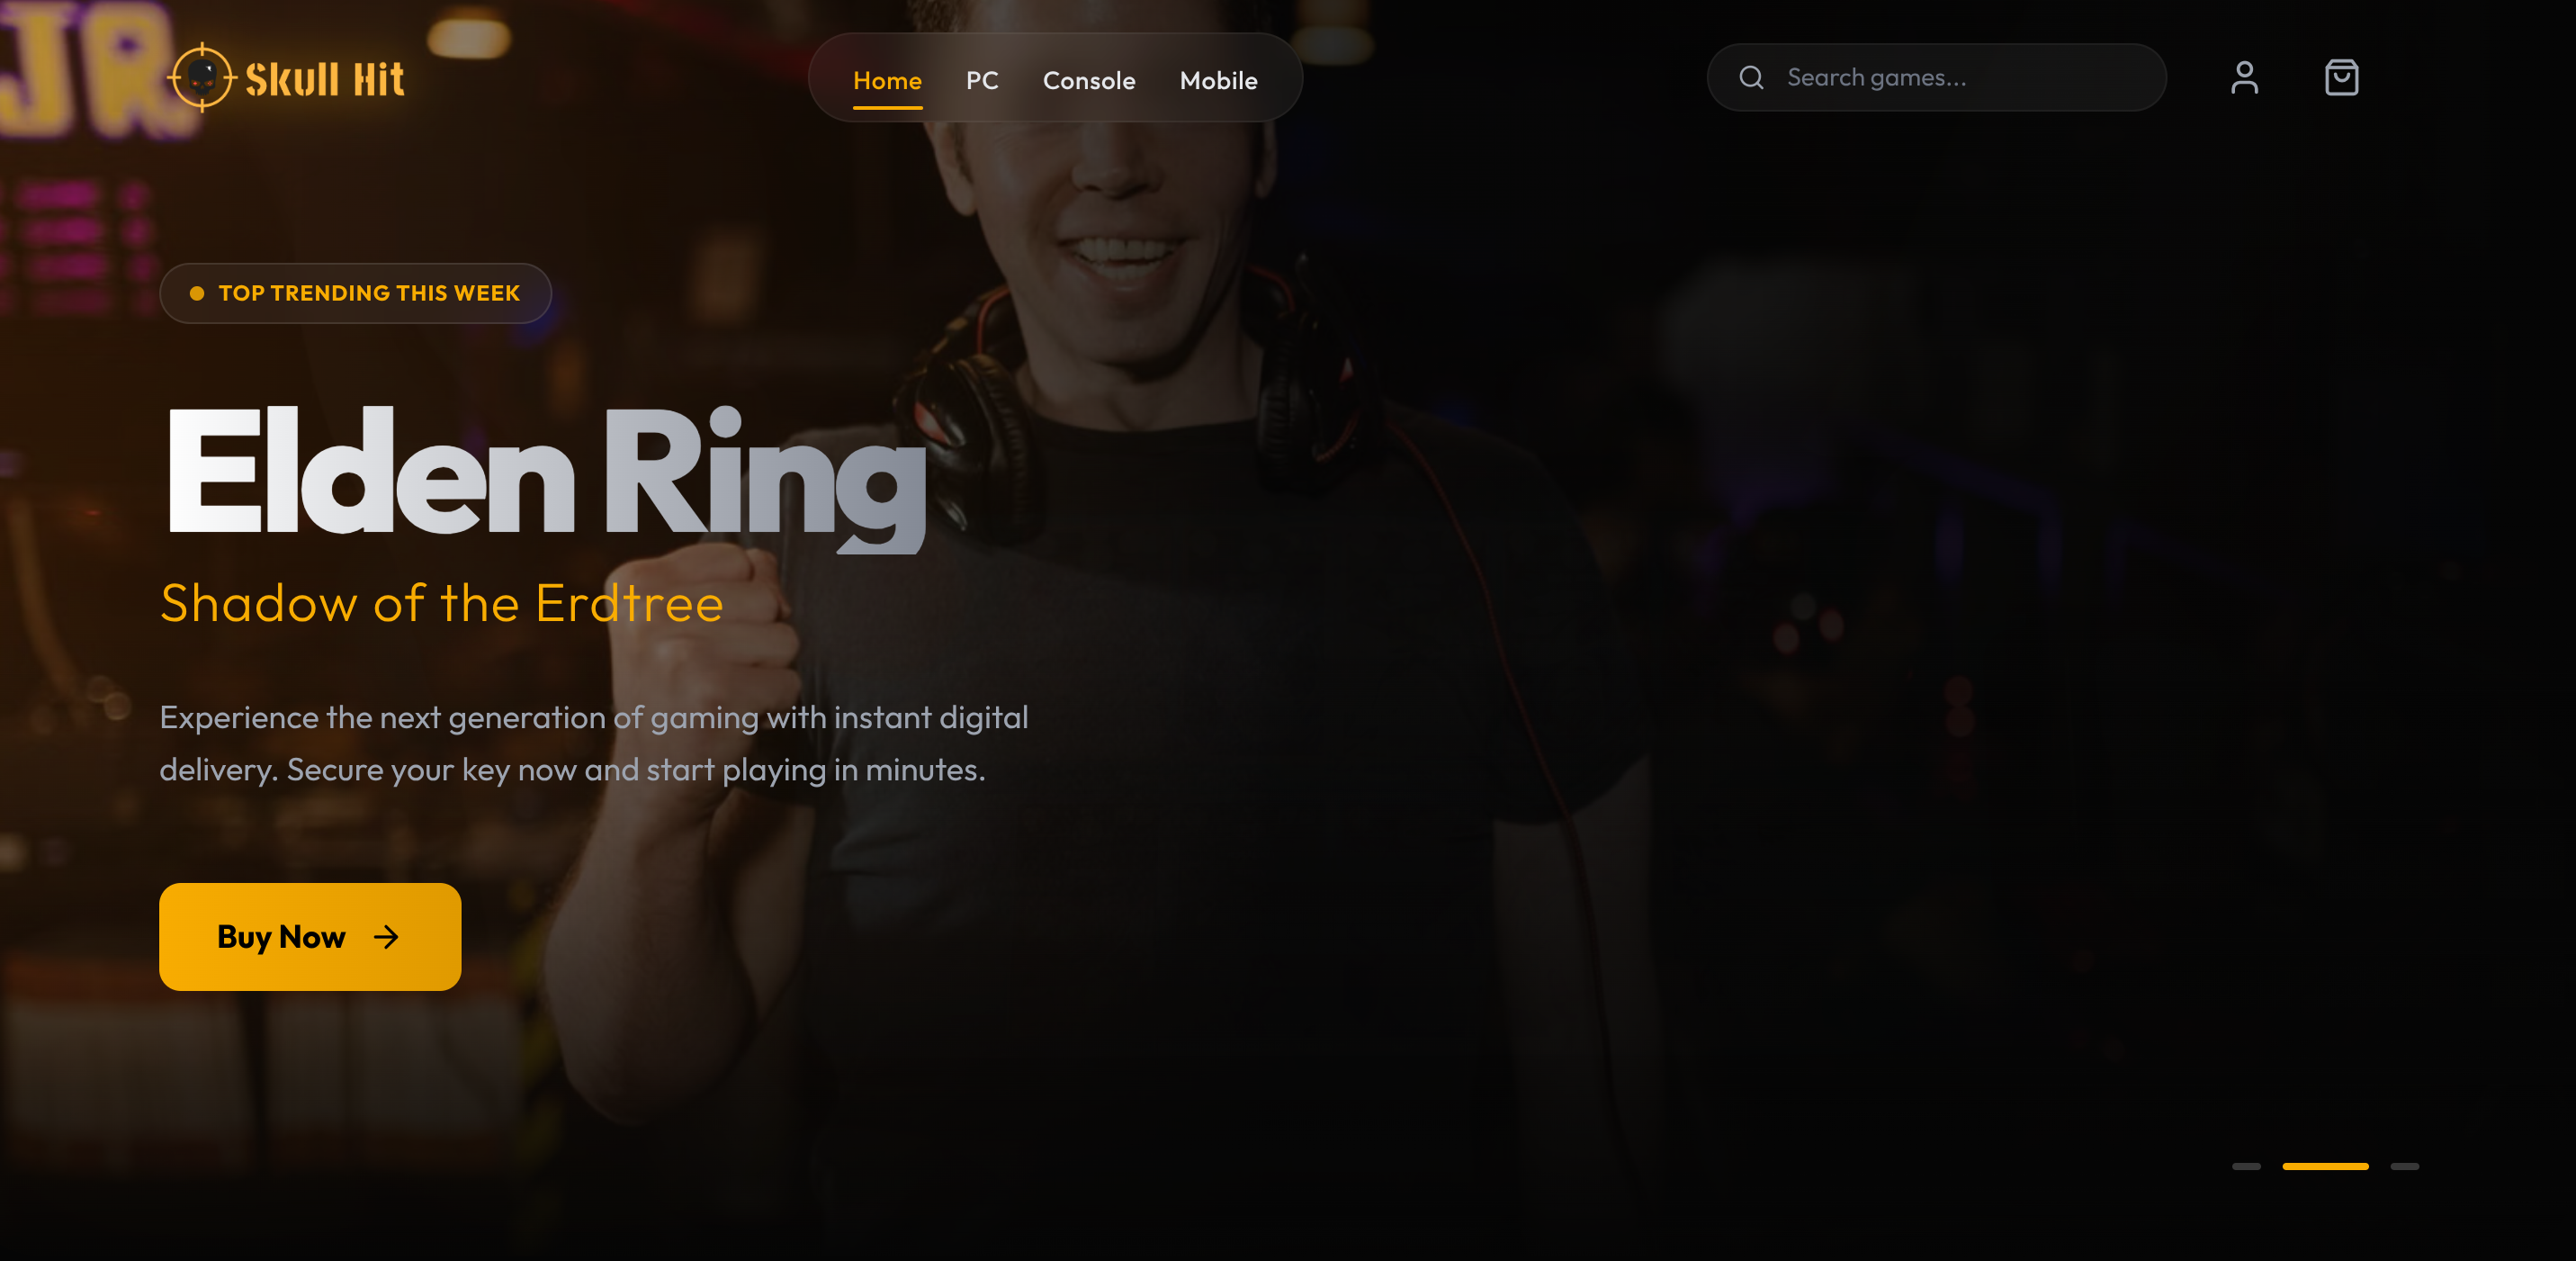 JR
Skull Hit
Home PC Console Mobile
Search games...
TOP TRENDING THIS WEEK
Elden Ring
Shadow of the Erdtree
Experience the next generation of gaming with instant digital
delivery. Secure your key now and start playing in minutes.
Buy Now